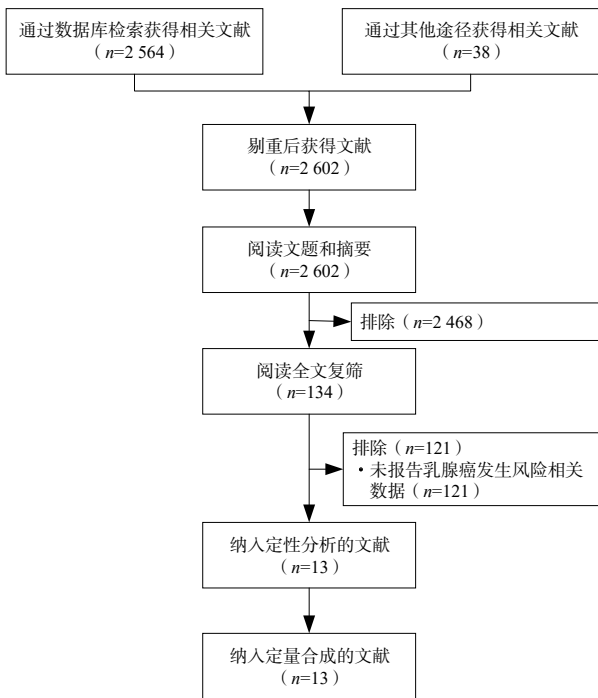 通过数据库检索获得相关文献
（n=2 564）
通过其他途径获得相关文献
（n=38）
剔重后获得文献
（n=2 602）
阅读文题和摘要
（n=2 602）
排除（n=2 468）
阅读全文复筛
（n=134）
排除（n=121）
·未报告乳腺癌发生风险相关
数据（n=121）
纳入定性分析的文献
（n=13）
纳入定量合成的文献
（n=13）